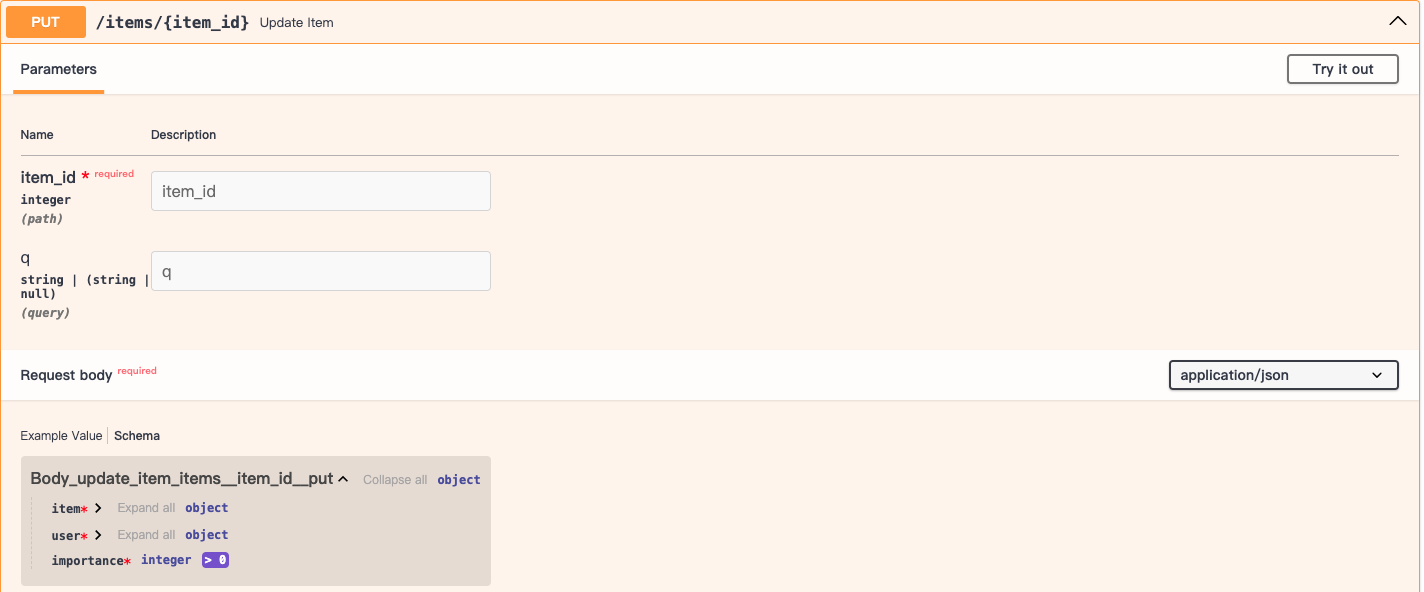 PUT /items/{item_id} Update Item
Parameters
Try it out
Name Description
item_id * required
integer
(path)
item_id
q
string | (string |
null)
(query)
q
Request body required
application/json
Example Value Schema
Body_update_item_items__item_id__put Collapse all object
item* Expand all object
user* Expand all object
importance* integer > 0